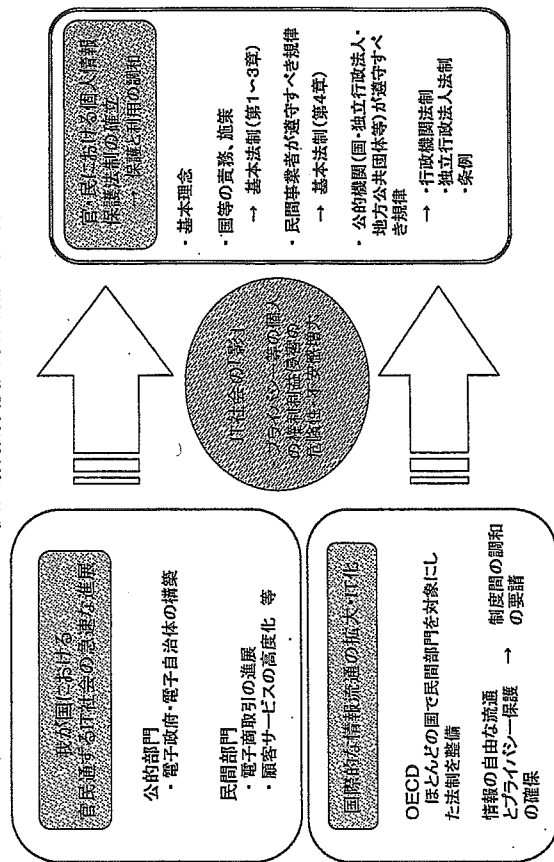 我が国における
官民通ずるIT社会の急速な進展
公的部門
・電子政府・電子自治体の構築
民間部門
・電子商取引の進展
・顧客サービスの高度化 等
国際的な情報流通の拡大・IT化
OECD
ほとんどの国で民間部門を対象にし
た法制を整備
情報の自由な流通
とプライバシー保護
の確保
→
制度間の調和
の要請
IT社会の「影」
プライバシー等の個人
の権利利益侵害の
危険性・不安感増大
官・民における個人情報
保護法制の確立
→ 保護と利用の調和
・基本理念
・国等の責務、施策
→ 基本法制(第1~3章)
・民間事業者が遵守すべき規律
→ 基本法制(第4章)
・公的機関(国・独立行政法人・
地方公共団体等)が遵守すべ
き規律
→ ・行政機関法制
・独立行政法人法制
・条例